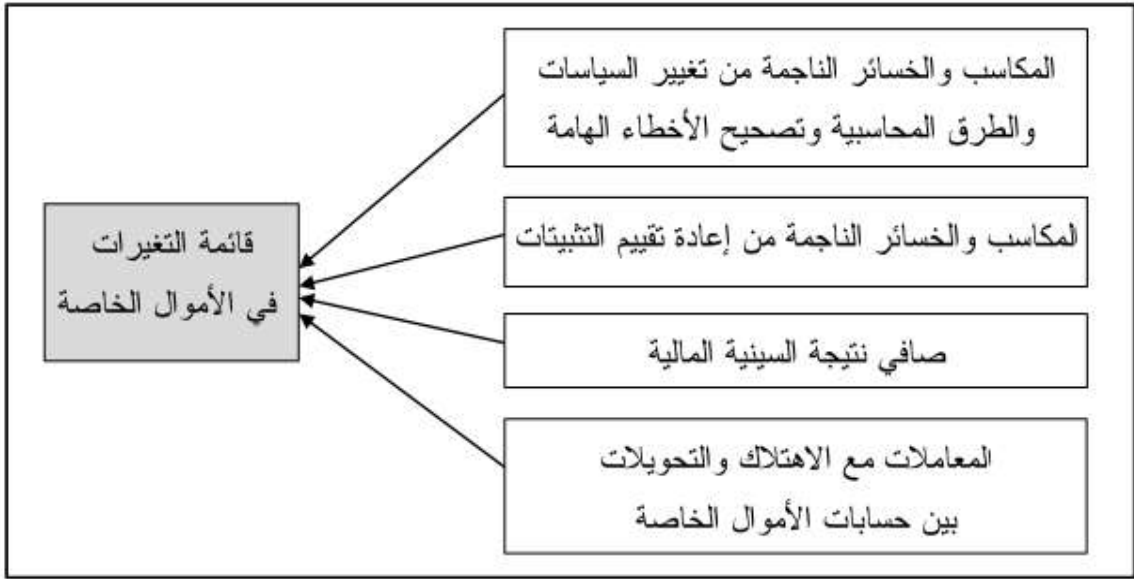 المكاسب والخسائر الناجمة من تغيير السياسات
والطرق المحاسبية وتصحيح الأخطاء الهامة
المكاسب والخسائر الناجمة من إعادة تقييم التثبيتات
صافي نتيجة السينية المالية
المعاملات مع الاهتلاك والتحويلات
بين حسابات الأموال الخاصة
قائمة التغيرات
في الأموال الخاصة